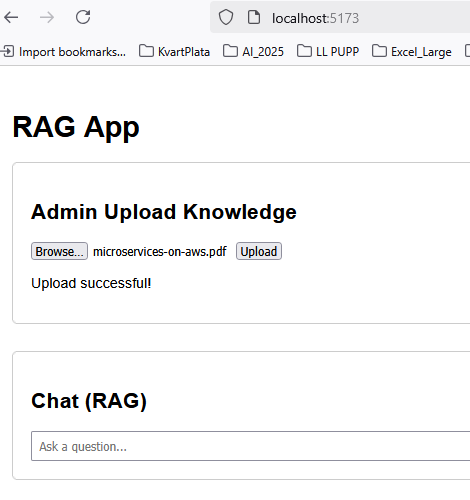 localhost:5173
Import bookmarks... KvartPlata AI_2025 LL PUPP Excel_Large
RAG App
Admin Upload Knowledge
Browse... microservices-on-aws.pdf Upload
Upload successful!
Chat (RAG)
Ask a question...